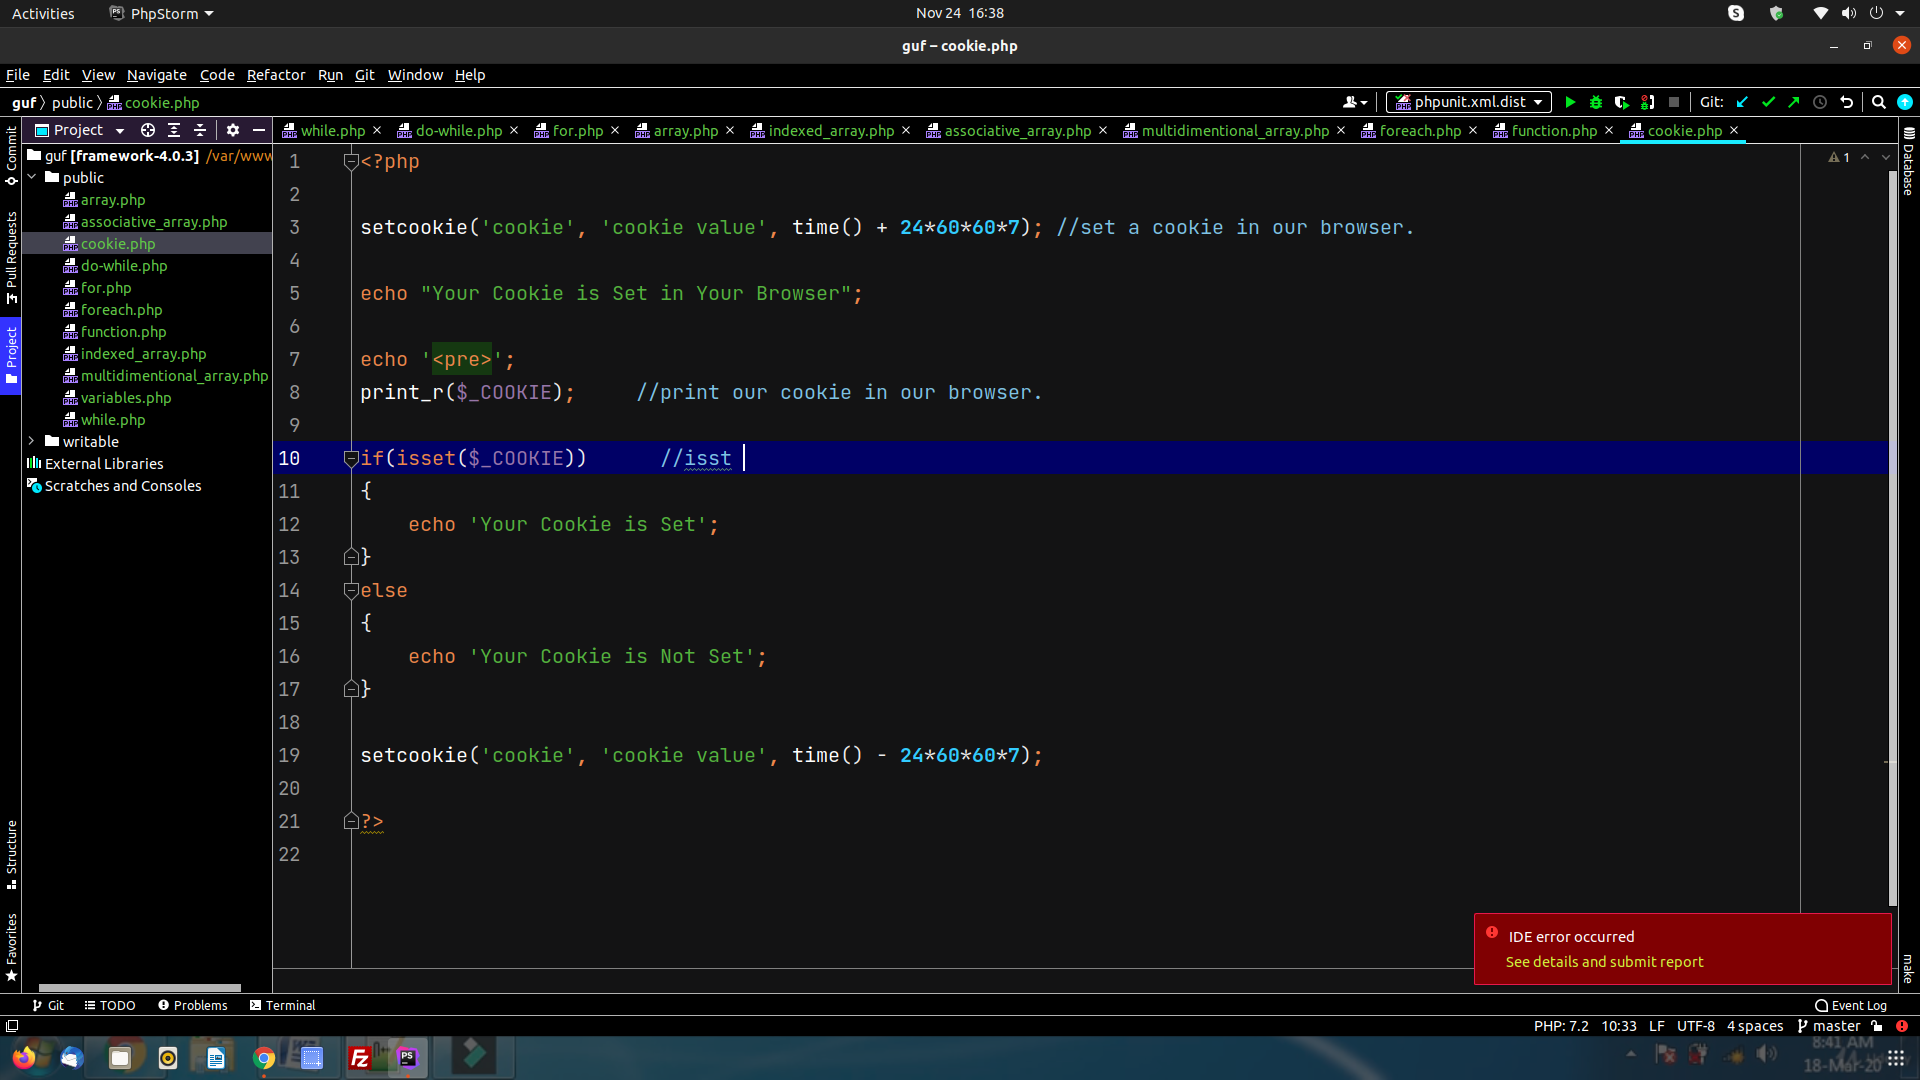 Activities PhpStorm Nov 24 16:38
guf – cookie.php
File Edit View Navigate Code Refactor Run Git Window Help
guf public cookie.php phpunit.xml.dist Git:
Project while.php do-while.php for.php array.php indexed_array.php associative_array.php multidimentional_array.php foreach.php function.php cookie.php
Commit
Pull Requests
Project
Structure
Favorites
guf [framework-4.0.3] /var/www
public
array.php
associative_array.php
cookie.php
do-while.php
for.php
foreach.php
function.php
indexed_array.php
multidimentional_array.php
variables.php
while.php
writable
External Libraries
Scratches and Consoles
1 <?php
2
3 setcookie('cookie', 'cookie value', time() + 24*60*60*7); //set a cookie in our browser.
4
5 echo "Your Cookie is Set in Your Browser";
6
7 echo '<pre>';
8 print_r($_COOKIE); //print our cookie in our browser.
9
10 if(isset($_COOKIE)) //isst
11 {
12 echo 'Your Cookie is Set';
13 }
14 else
15 {
16 echo 'Your Cookie is Not Set';
17 }
18
19 setcookie('cookie', 'cookie value', time() - 24*60*60*7);
20
21 ?>
22
1
Database
make
IDE error occurred
See details and submit report
Git TODO Problems Terminal Event Log
PHP: 7.2 10:33 LF UTF-8 4 spaces master
8:41 AM
18-Mar-20